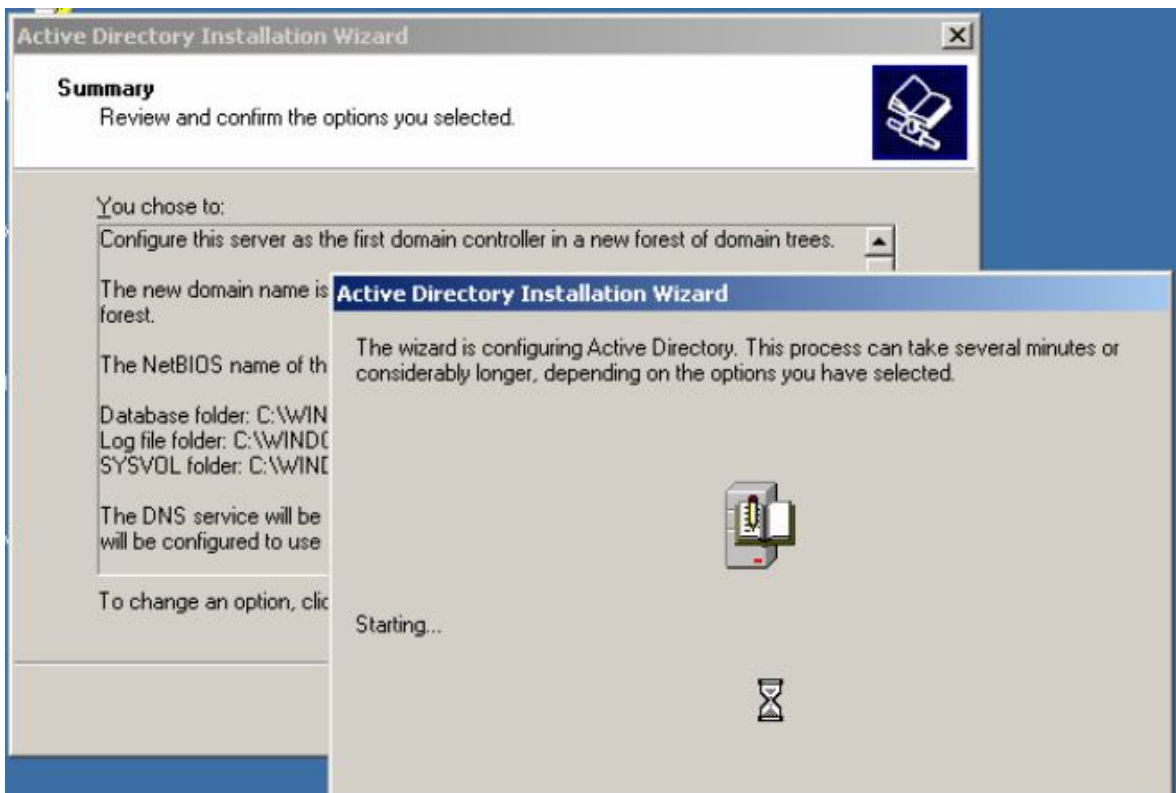 Active Directory Installation Wizard
Summary
Review and confirm the options you selected.
You chose to:
Configure this server as the first domain controller in a new forest of domain trees.
The new domain name is
forest.
The NetBIOS name of th
Database folder: C:\WIN
Log file folder: C:\WINDO
SYSVOL folder: C:\WIND
The DNS service will be
will be configured to use
To change an option, clic
Active Directory Installation Wizard
The wizard is configuring Active Directory. This process can take several minutes or
considerably longer, depending on the options you have selected.
Starting...